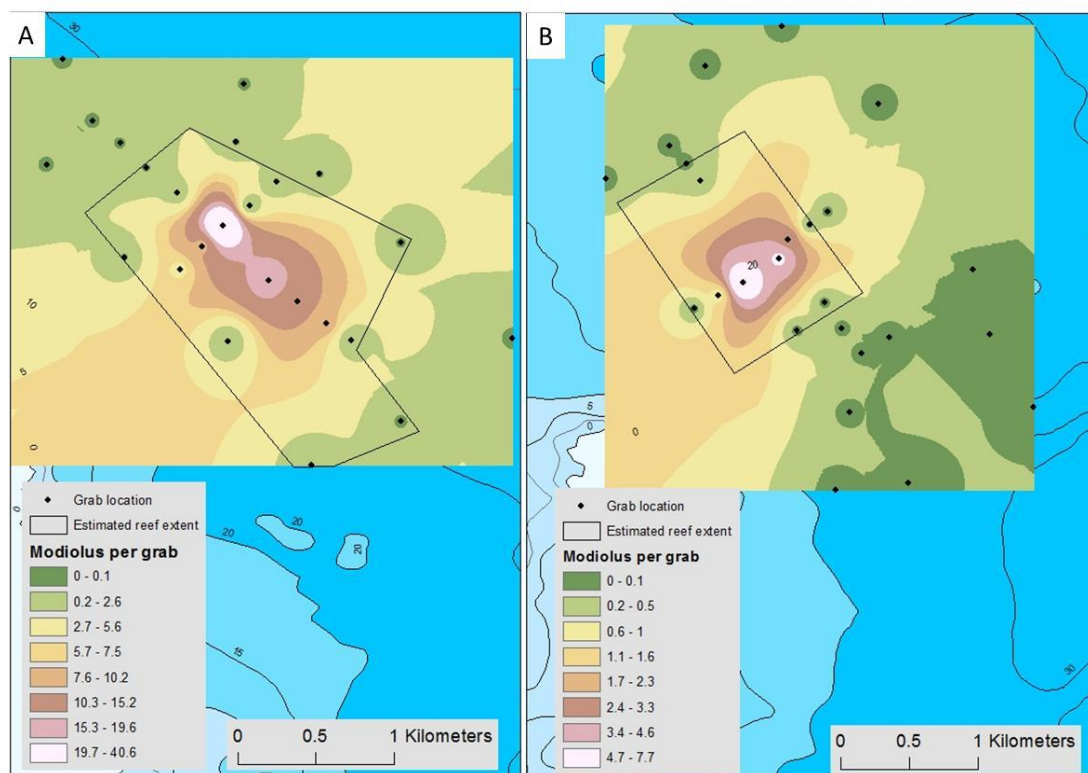 A
30
10
5
0
0
20
20
20
15
Grab location
Estimated reef extent
Modiolus per grab
0 - 0.1
0.2 - 2.6
2.7 - 5.6
5.7 - 7.5
7.6 - 10.2
10.3 - 15.2
15.3 - 19.6
19.7 - 40.6
0 0.5 1 Kilometers
B
20
5
0
0
30
Grab location
Estimated reef extent
Modiolus per grab
0 - 0.1
0.2 - 0.5
0.6 - 1
1.1 - 1.6
1.7 - 2.3
2.4 - 3.3
3.4 - 4.6
4.7 - 7.7
0 0.5 1 Kilometers